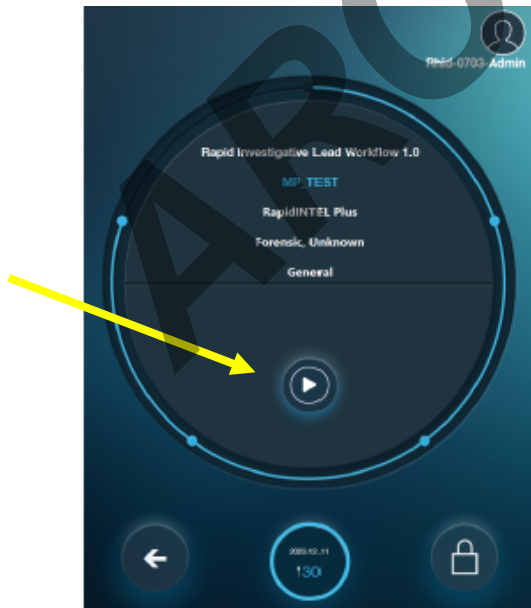 RHID-0703-Admin
Rapid Investigative Lead Workflow 1.0
MP_TEST
RapidINTEL Plus
Forensic, Unknown
General
130